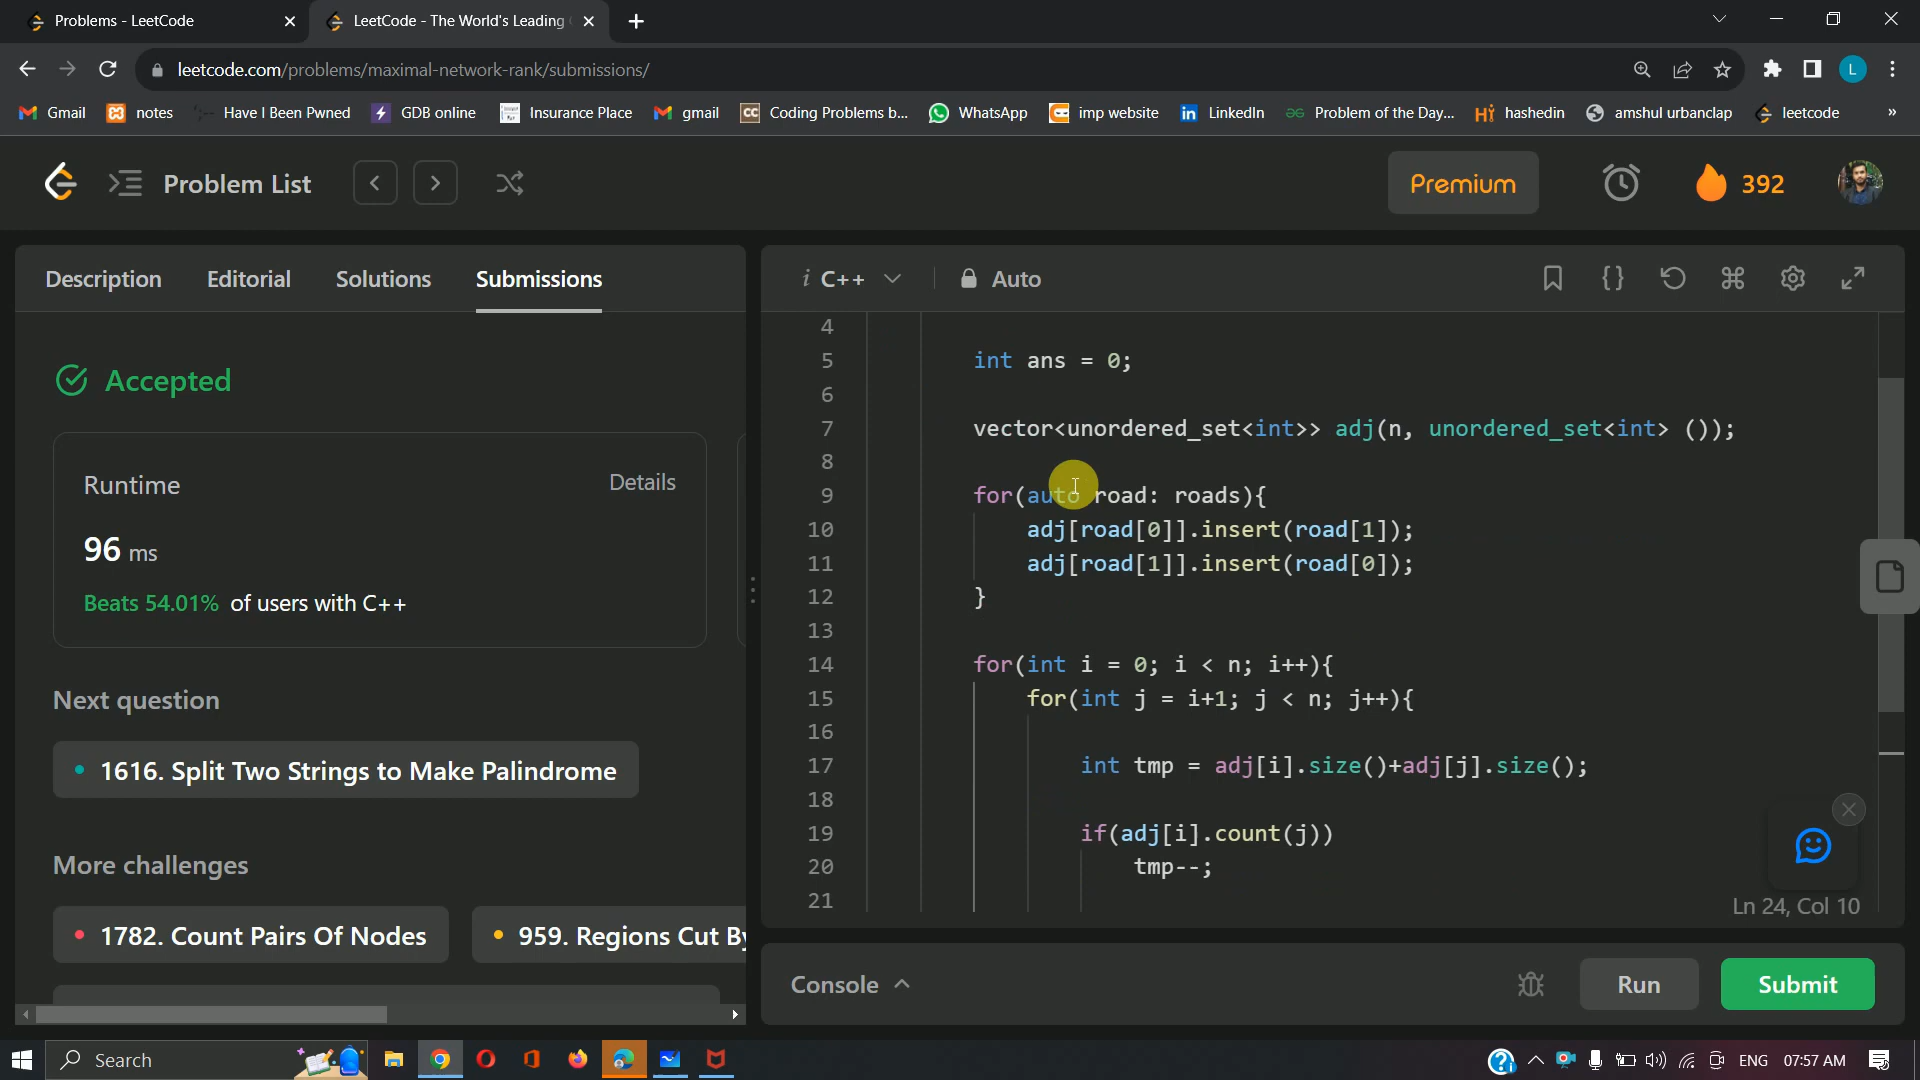 Problems - LeetCode
LeetCode - The World's Leading
leetcode.com/problems/maximal-network-rank/submissions/
L
Gmail
notes
Have I Been Pwned
GDB online
Insurance Place
gmail
Coding Problems b...
WhatsApp
imp website
LinkedIn
Problem of the Day...
hashedin
amshul urbanclap
leetcode
»
Problem List
Premium
392
Description
Editorial
Solutions
Submissions
Accepted
Runtime
Details
96 ms
Beats 54.01% of users with C++
Next question
1616. Split Two Strings to Make Palindrome
More challenges
1782. Count Pairs Of Nodes
959. Regions Cut By
i C++
Auto
4
5 int ans = 0;
6
7 vector<unordered_set<int>> adj(n, unordered_set<int> ());
8
9 for(auto road: roads){
10 adj[road[0]].insert(road[1]);
11 adj[road[1]].insert(road[0]);
12 }
13
14 for(int i = 0; i < n; i++){
15 for(int j = i+1; j < n; j++){
16
17 int tmp = adj[i].size()+adj[j].size();
18
19 if(adj[i].count(j))
20 tmp--;
21
Ln 24, Col 10
Console
Run
Submit
Search
ENG
07:57 AM